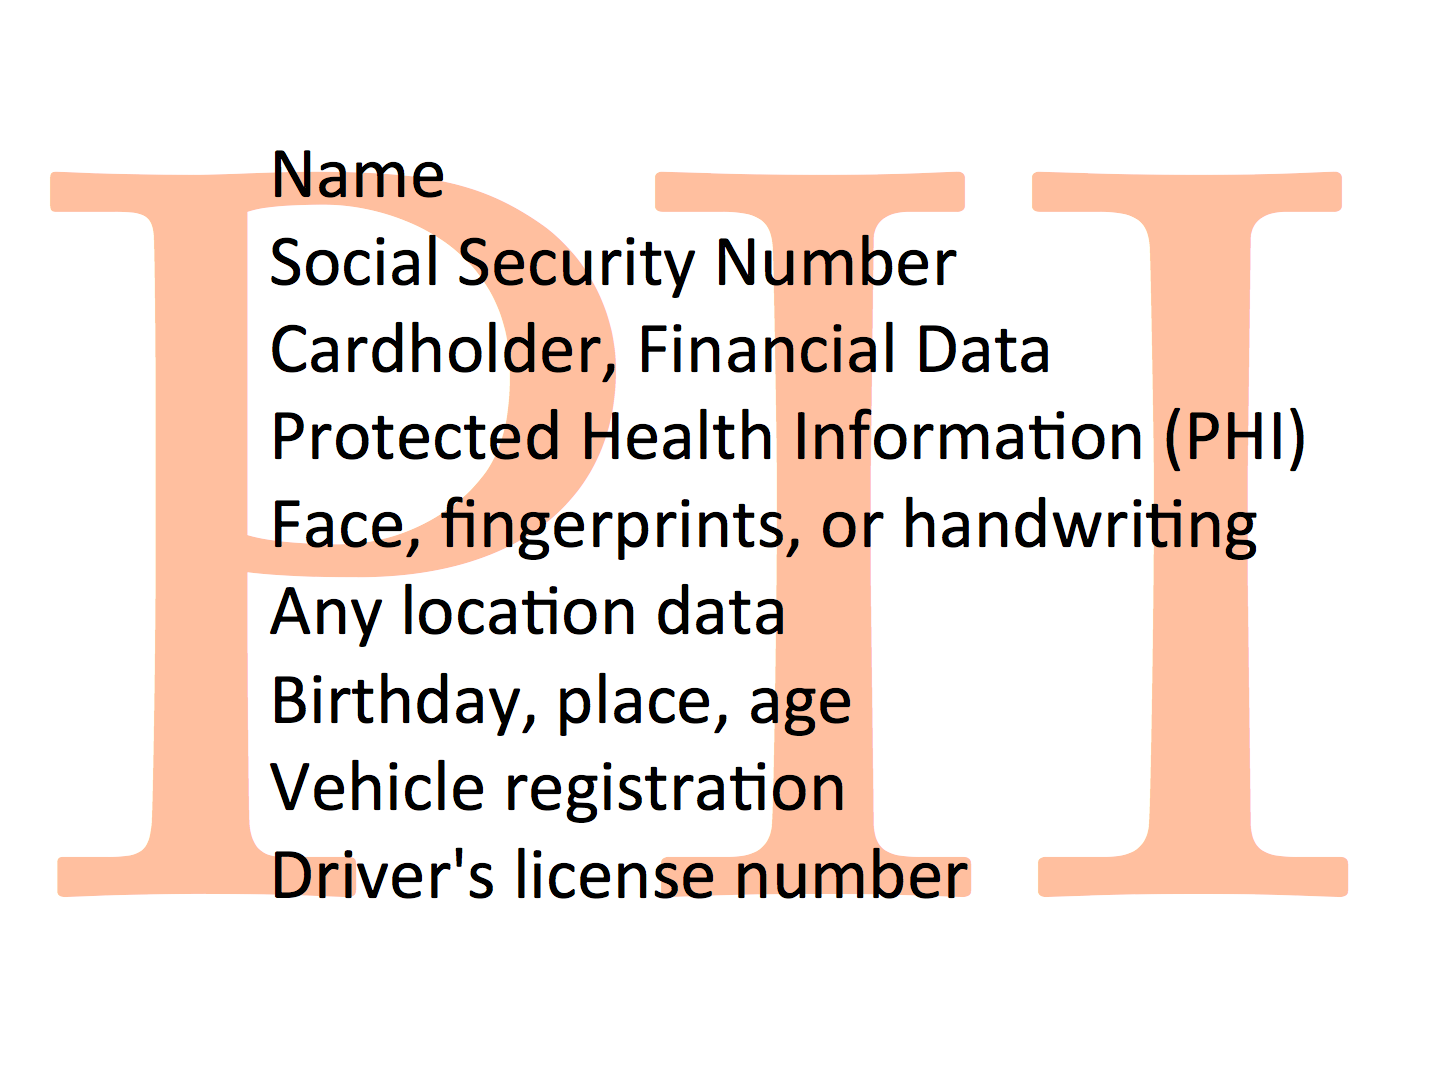 PII
Name
Social Security Number
Cardholder, Financial Data
Protected Health Information (PHI)
Face, fingerprints, or handwriting
Any location data
Birthday, place, age
Vehicle registration
Driver's license number